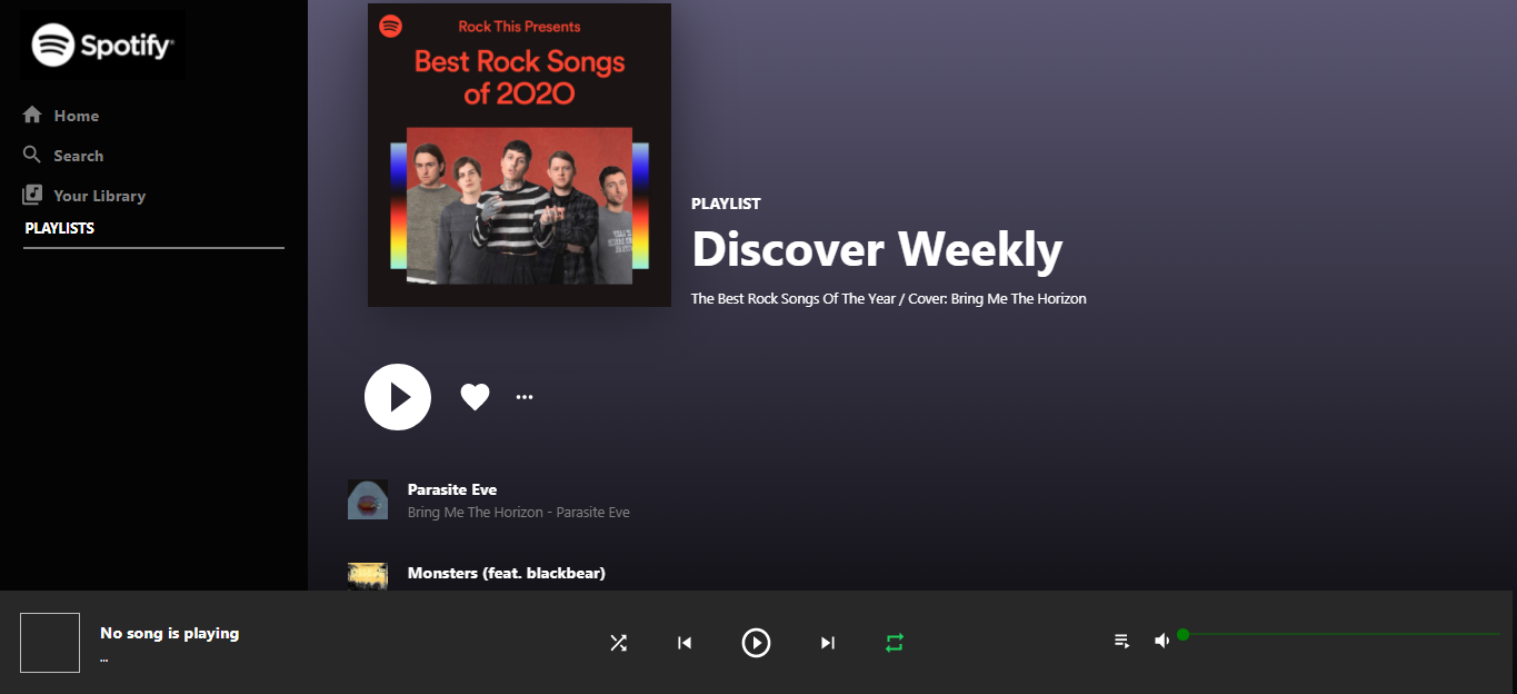 Spotify
Home
Search
Your Library
PLAYLISTS
Rock This Presents
Best Rock Songs
of 2020
PLAYLIST
Discover Weekly
The Best Rock Songs Of The Year / Cover: Bring Me The Horizon
Parasite Eve
Bring Me The Horizon - Parasite Eve
Monsters (feat. blackbear)
No song is playing
...